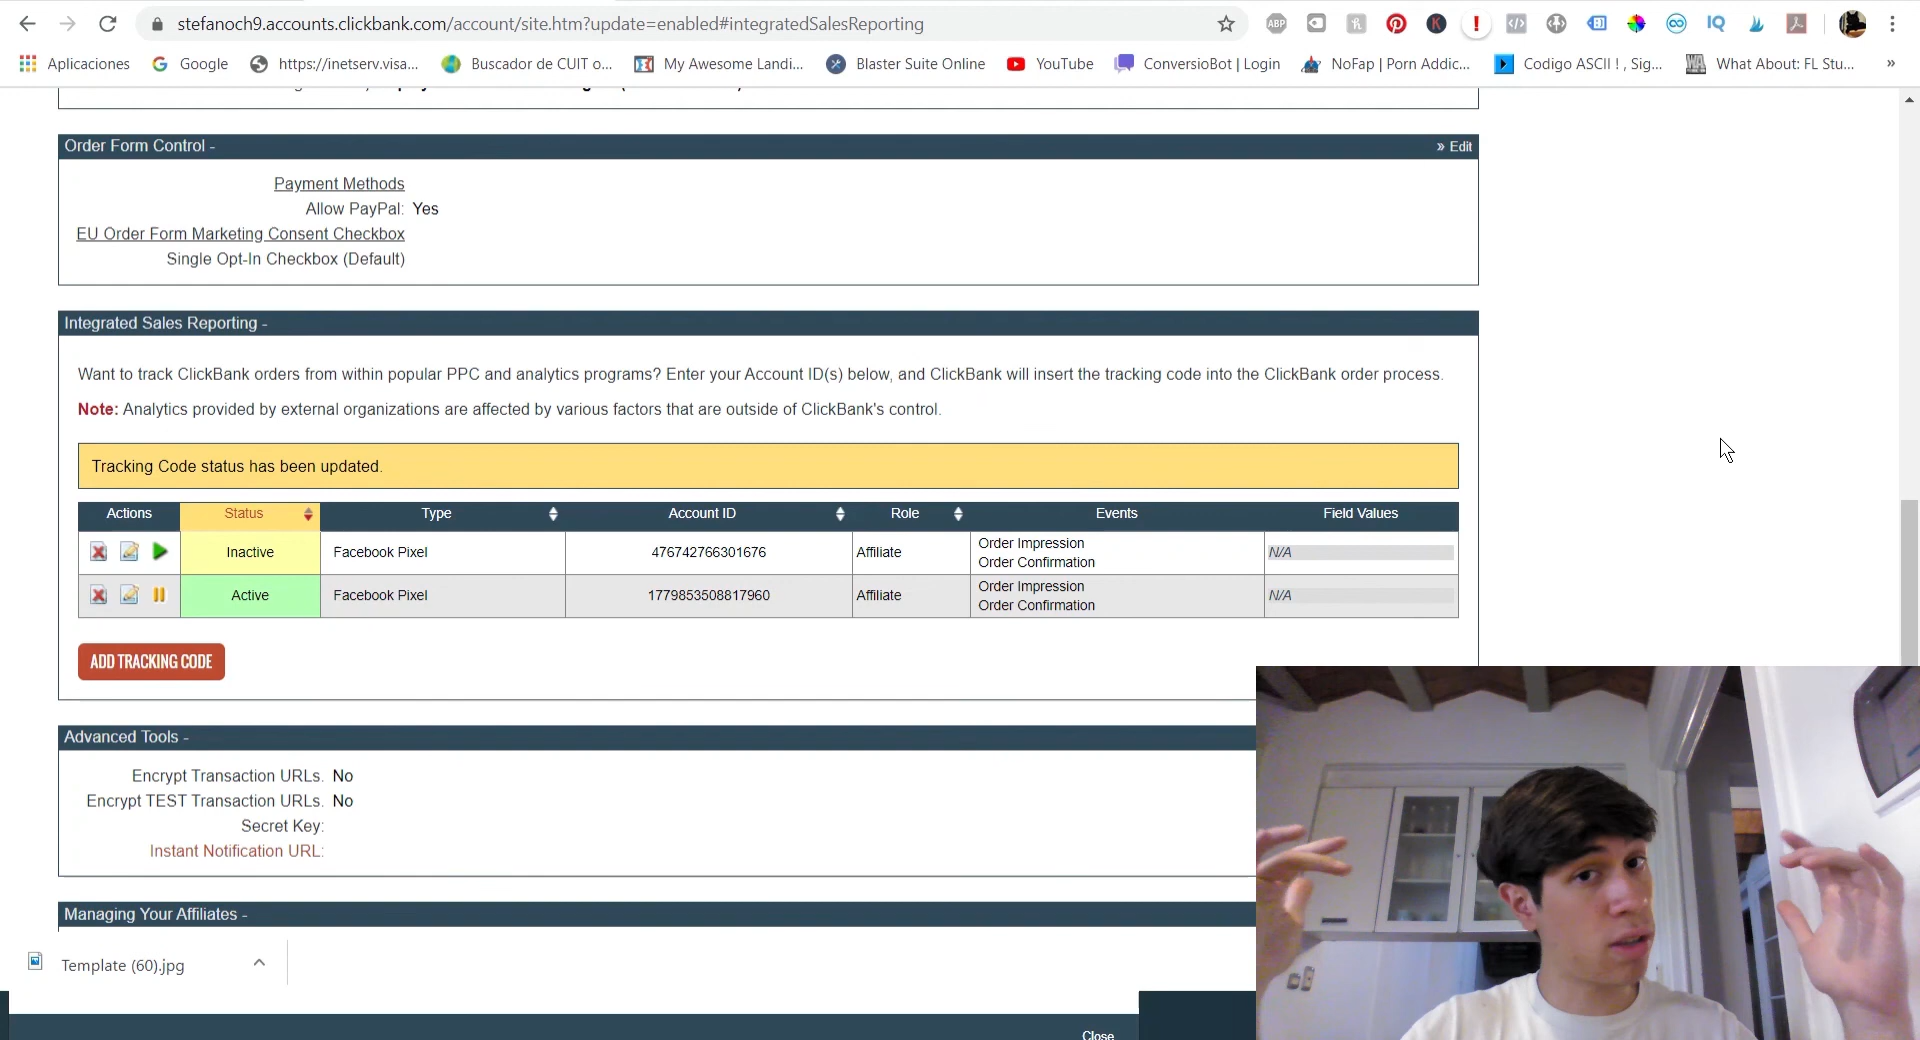 stefanoch9.accounts.clickbank.com/account/site.htm?update=enabled#integratedSalesReporting
ABP
K
IQ
Aplicaciones
Google
https://inetserv.visa...
Buscador de CUIT o...
My Awesome Landi...
Blaster Suite Online
YouTube
ConversioBot | Login
NoFap | Porn Addic...
Codigo ASCII ! , Sig...
What About: FL Stu...
»
Order Form Control -
» Edit
Payment Methods
Allow PayPal: Yes
EU Order Form Marketing Consent Checkbox
Single Opt-In Checkbox (Default)
Integrated Sales Reporting -
Want to track ClickBank orders from within popular PPC and analytics programs? Enter your Account ID(s) below, and ClickBank will insert the tracking code into the ClickBank order process.
Note: Analytics provided by external organizations are affected by various factors that are outside of ClickBank's control.
Tracking Code status has been updated.
Actions Status Type Account ID Role Events Field Values
Inactive Facebook Pixel 476742766301676 Affiliate Order Impression N/A
Order Confirmation
Active Facebook Pixel 1779853508817960 Affiliate Order Impression N/A
Order Confirmation
ADD TRACKING CODE
Advanced Tools -
Encrypt Transaction URLs. No
Encrypt TEST Transaction URLs. No
Secret Key:
Instant Notification URL:
Managing Your Affiliates -
Template (60).jpg
Close